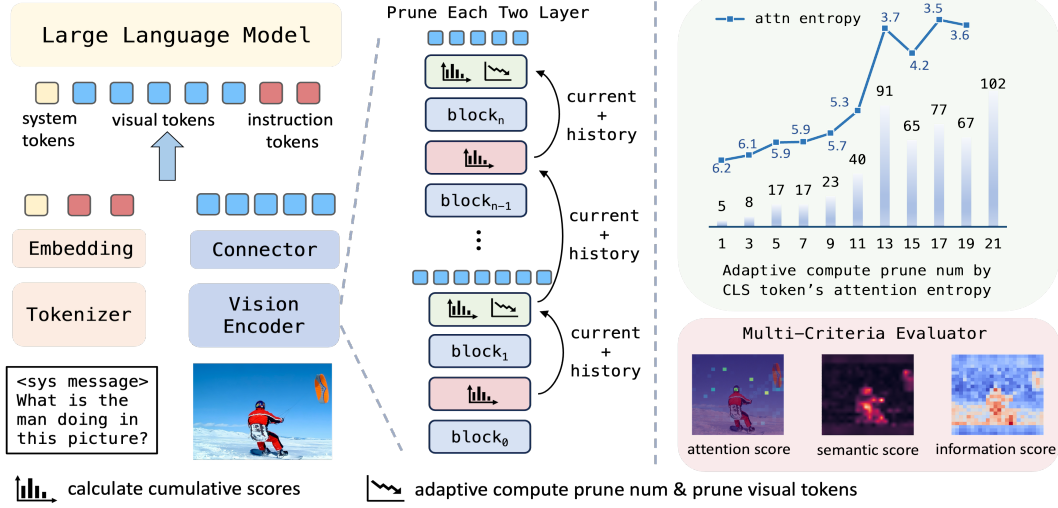 Large Language Model
system
tokens
visual tokens
instruction
tokens
Embedding
Connector
Tokenizer
Vision
Encoder
<sys message>
What is the
man doing in
this picture?
Prune Each Two Layer
blockn
current
+
history
blockn−1
current
+
history
block1
current
+
history
block0
attn entropy
6.2
6.1
5.9
5.9
5.7
5.3
3.7
4.2
3.5
3.6
5
8
17
17
23
40
91
65
77
67
102
1 3 5 7 9 11 13 15 17 19 21
Adaptive compute prune num by
CLS token's attention entropy
Multi-Criteria Evaluator
attention score
semantic score
information score
calculate cumulative scores
adaptive compute prune num & prune visual tokens